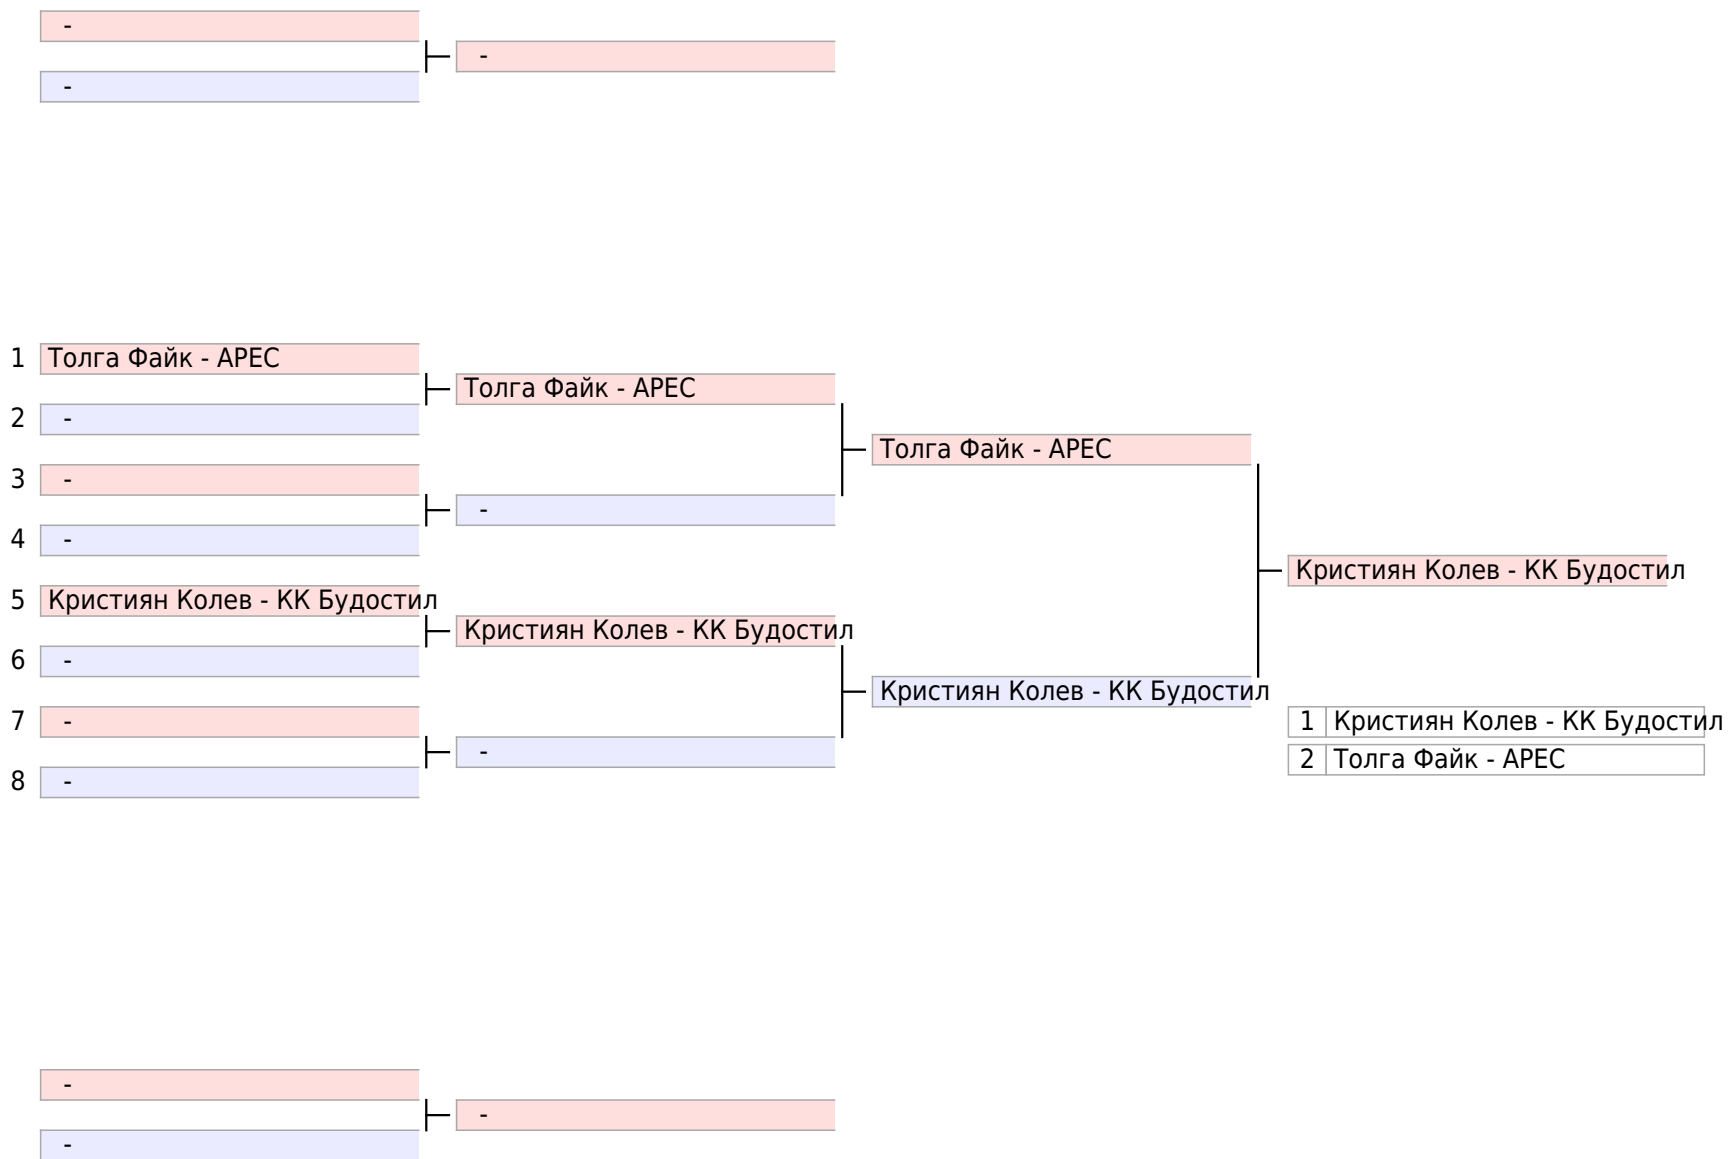 -
-
-
1 Толга Файк - АРЕС
Толга Файк - АРЕС
2 -
Толга Файк - АРЕС
3 -
-
4 -
Кристиян Колев - КК Будостил
5 Кристиян Колев - КК Будостил
Кристиян Колев - КК Будостил
6 -
Кристиян Колев - КК Будостил
7 -
1 Кристиян Колев - КК Будостил
-
2 Толга Файк - АРЕС
8 -
-
-
-